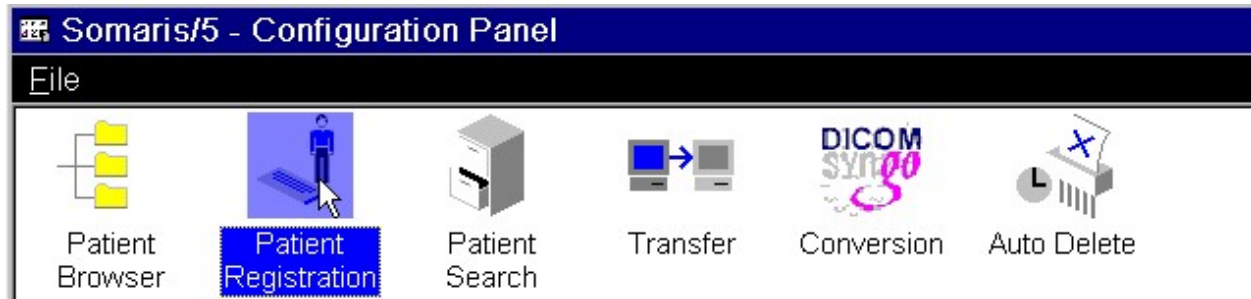 Somaris/5 - Configuration Panel
File
Patient Browser
Patient Registration
Patient Search
Transfer
DICOM
syngo
Conversion
Auto Delete